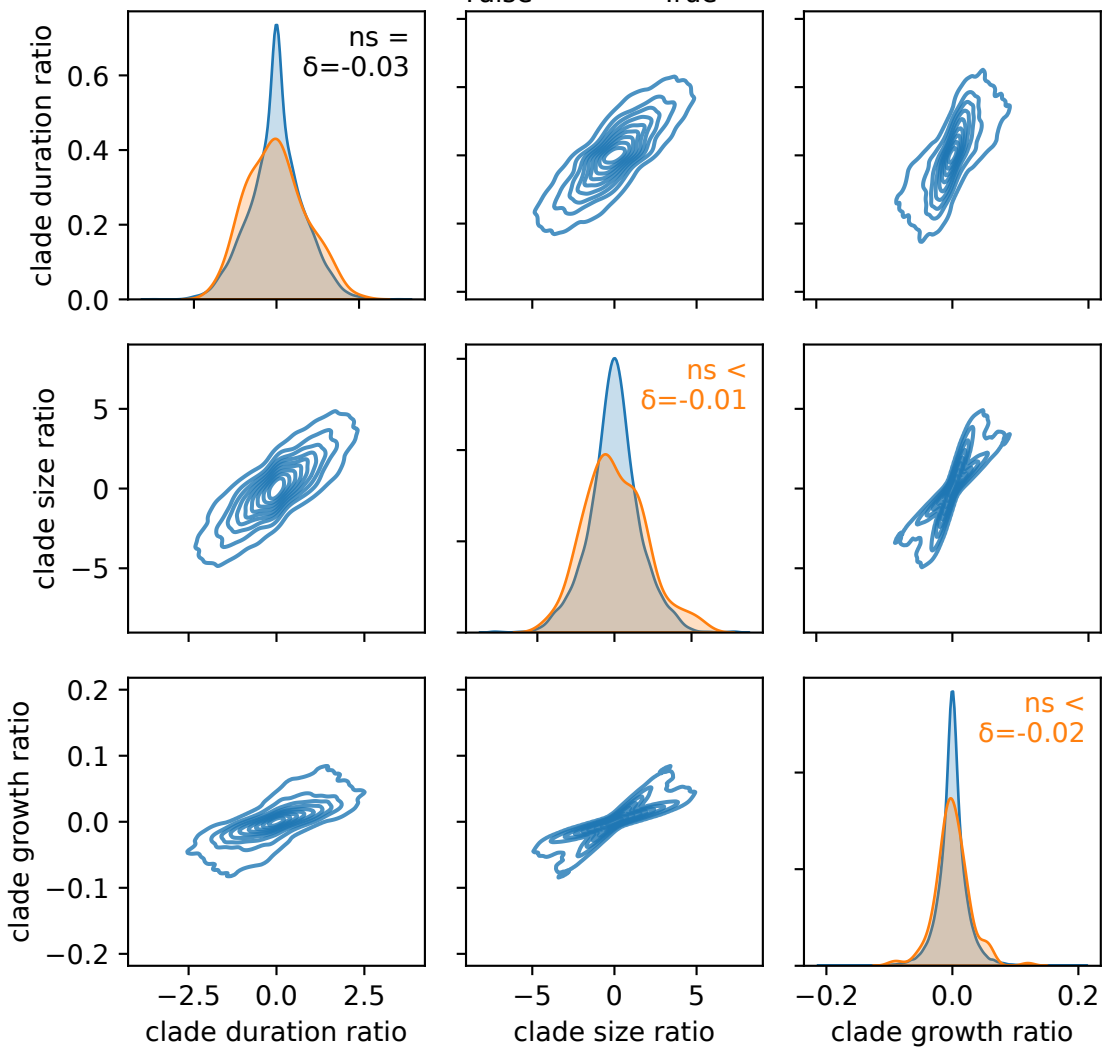 clade duration ratio
0.6
0.4
0.2
0.0
ns =
δ=-0.03
clade size ratio
5
0
−5
ns <
δ=-0.01
clade growth ratio
0.2
0.1
0.0
−0.1
−0.2
ns <
δ=-0.02
−2.5 0.0 2.5
−5 0 5
−0.2 0.0 0.2
clade duration ratio
clade size ratio
clade growth ratio